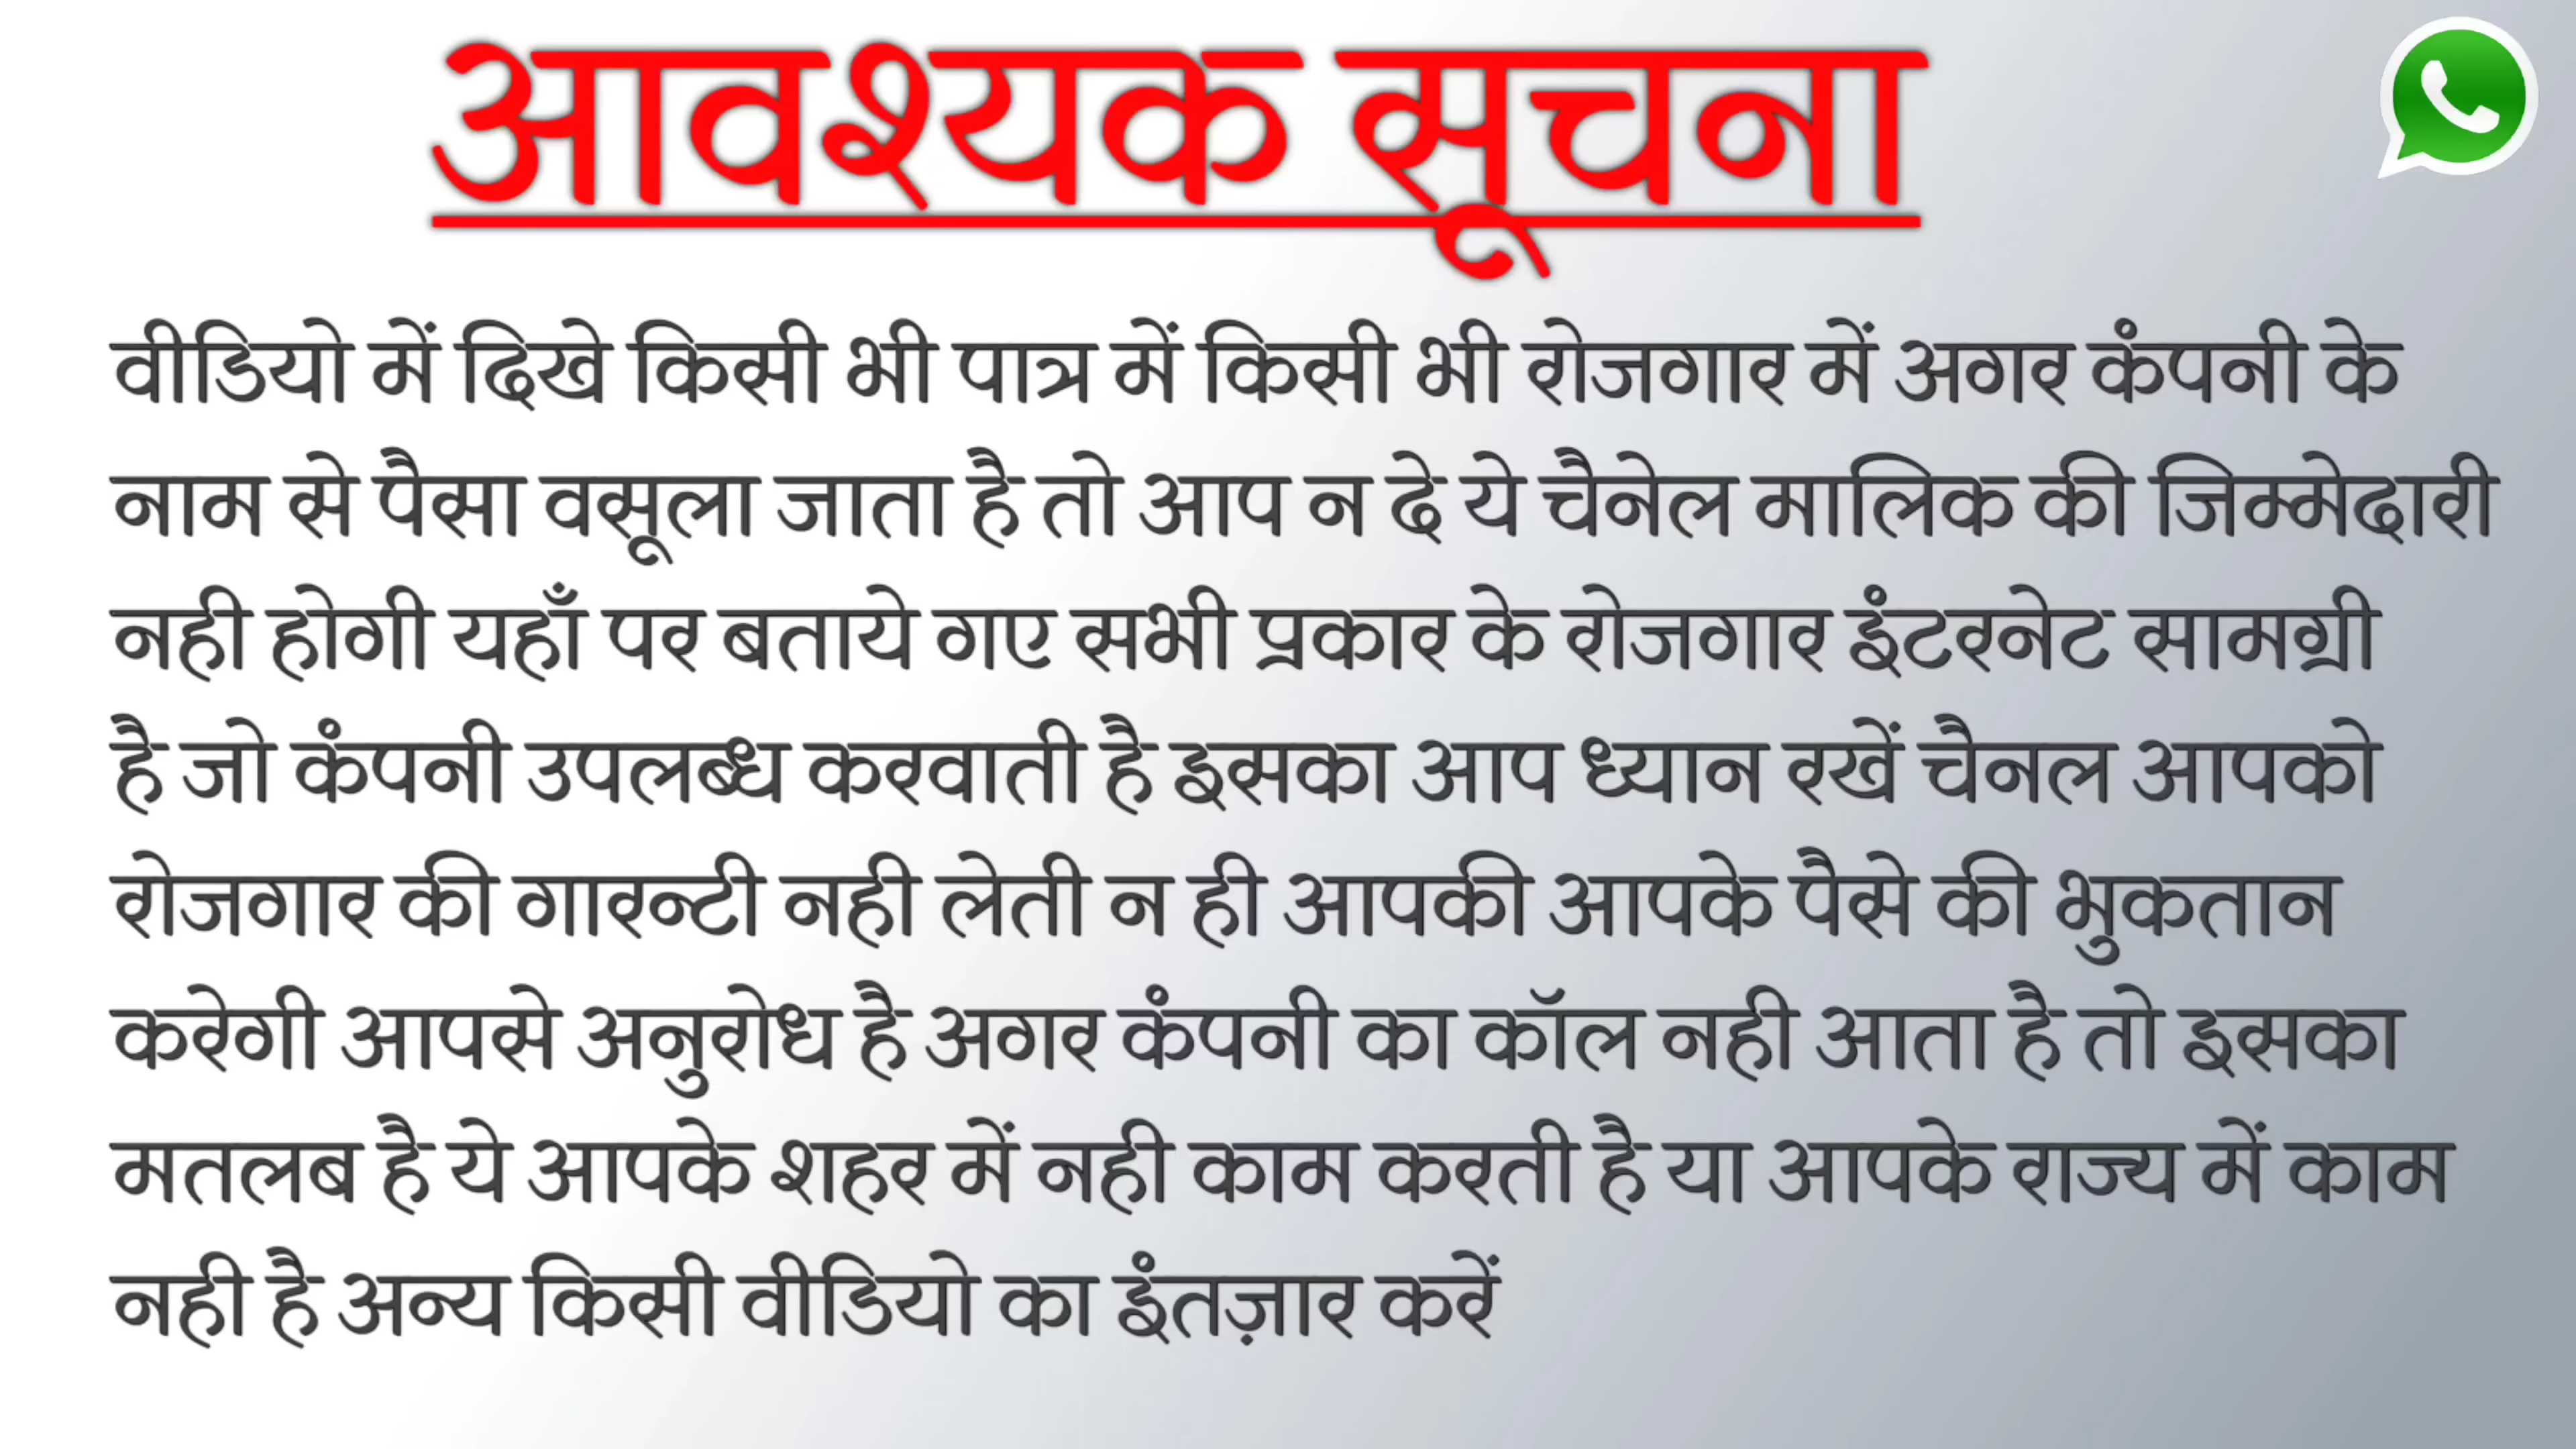 आवश्यक सूचना
वीडियो में दिखे किसी भी पात्र में किसी भी रोजगार में अगर कंपनी के
नाम से पैसा वसूला जाता है तो आप न दे ये चैनेल मालिक की जिम्मेदारी
नही होगी यहाँ पर बताये गए सभी प्रकार के रोजगार इंटरनेट सामग्री
है जो कंपनी उपलब्ध करवाती है इसका आप ध्यान रखें चैनल आपको
रोजगार की गारन्टी नही लेती न ही आपकी आपके पैसे की भुकतान
करेगी आपसे अनुरोध है अगर कंपनी का कॉल नही आता है तो इसका
मतलब है ये आपके शहर में नही काम करती है या आपके राज्य में काम
नही है अन्य किसी वीडियो का इंतज़ार करें